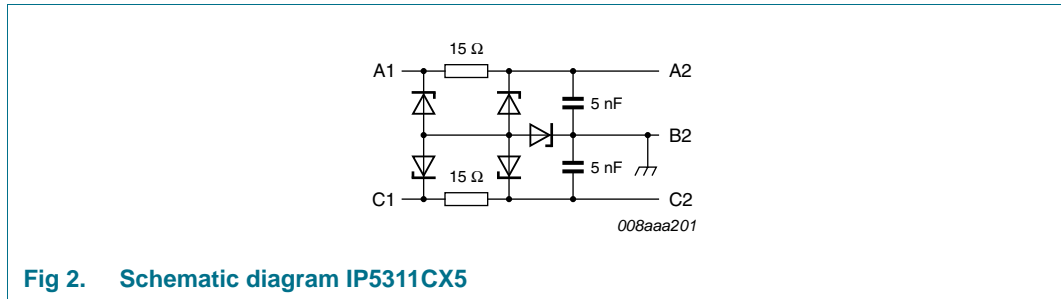 15 Ω
A1
A2
5 nF
B2
5 nF
15 Ω
C1
C2
008aaa201
Fig 2. Schematic diagram IP5311CX5